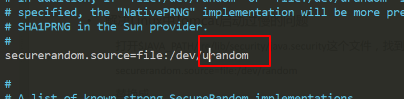 # specified, the "NativePRNG" implementation will be more pre
# SHA1PRNG in the Sun provider.
#
securerandom.source=file:/dev/urandom
#
# A list of known strong SecureRandom implementations